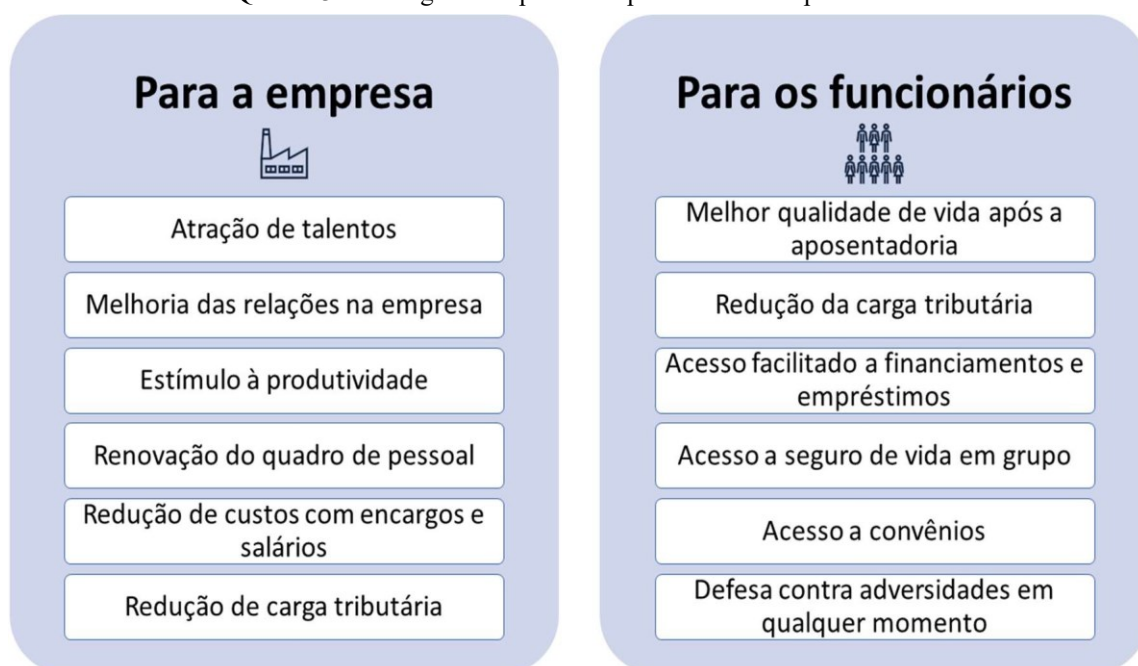 Para a empresa
Atração de talentos
Melhoria das relações na empresa
Estímulo à produtividade
Renovação do quadro de pessoal
Redução de custos com encargos e
salários
Redução de carga tributária
Para os funcionários
Melhor qualidade de vida após a
aposentadoria
Redução da carga tributária
Acesso facilitado a financiamentos e
empréstimos
Acesso a seguro de vida em grupo
Acesso a convênios
Defesa contra adversidades em
qualquer momento